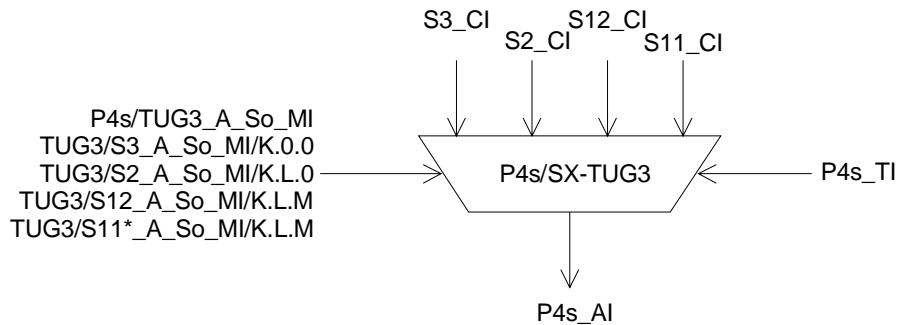 S3_CI
S12_CI
S2_CI
S11_CI
P4s/TUG3_A_So_MI
TUG3/S3_A_So_MI/K.0.0
TUG3/S2_A_So_MI/K.L.0
TUG3/S12_A_So_MI/K.L.M
TUG3/S11*_A_So_MI/K.L.M
P4s/SX-TUG3
P4s_TI
P4s_AI